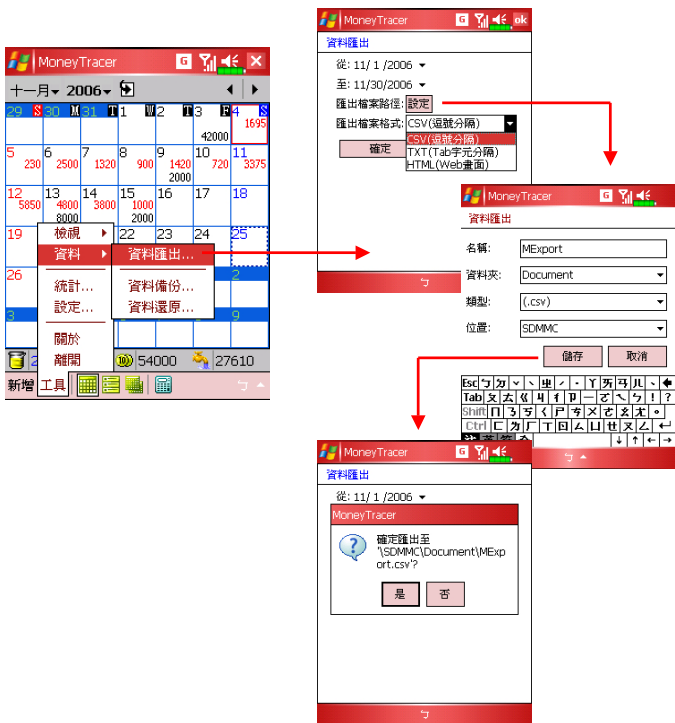 MoneyTracer
十一月 2006
29 S 30 M 31 T 1 W 2 T 3 F 4 S
42000 1695
5 6 7 8 9 10 11
230 2500 1320 900 1420 720 3375
2000
12 13 14 15 16 17 18
5850 4800 3800 1000
8000 2000
19 檢視 22 23 24 25
資料 資料匯出...
26 統計... 資料備份... 2
設定... 資料還原...
3 9
關於
離開
2 10 54000 27610
新增 工具 ㄅ
MoneyTracer G ok
資料匯出
從: 11/ 1 /2006
至: 11/30/2006
匯出檔案路徑: 設定
匯出檔案格式: CSV(逗號分隔)
CSV(逗號分隔)
TXT(Tab字元分隔)
HTML(Web畫面)
確定
ㄅ
MoneyTracer G
資料匯出
名稱: MExport
資料夾: Document
類型: (.csv)
位置: SDMMC
儲存 取消
Esc ㄅ ㄉ ˇ ˋ ㄓ ˊ ˙ ㄚ ㄞ ㄢ ㄦ 、
Tab ㄆ ㄊ ㄍ ㄐ ㄔ ㄗ ㄧ ㄛ ㄟ ㄣ ! ?
Shift ㄇ ㄋ ㄎ ㄑ ㄕ ㄘ ㄨ ㄜ ㄠ ㄤ 。
Ctrl ㄈ ㄌ ㄏ ㄒ ㄖ ㄙ ㄩ ㄝ ㄡ ㄥ
↓ ↑ ← →
ㄅ
MoneyTracer G
資料匯出
從: 11/ 1 /2006
MoneyTracer
確定匯出至
'\SDMMC\Document\MExp
ort.csv'?
是 否
ㄅ